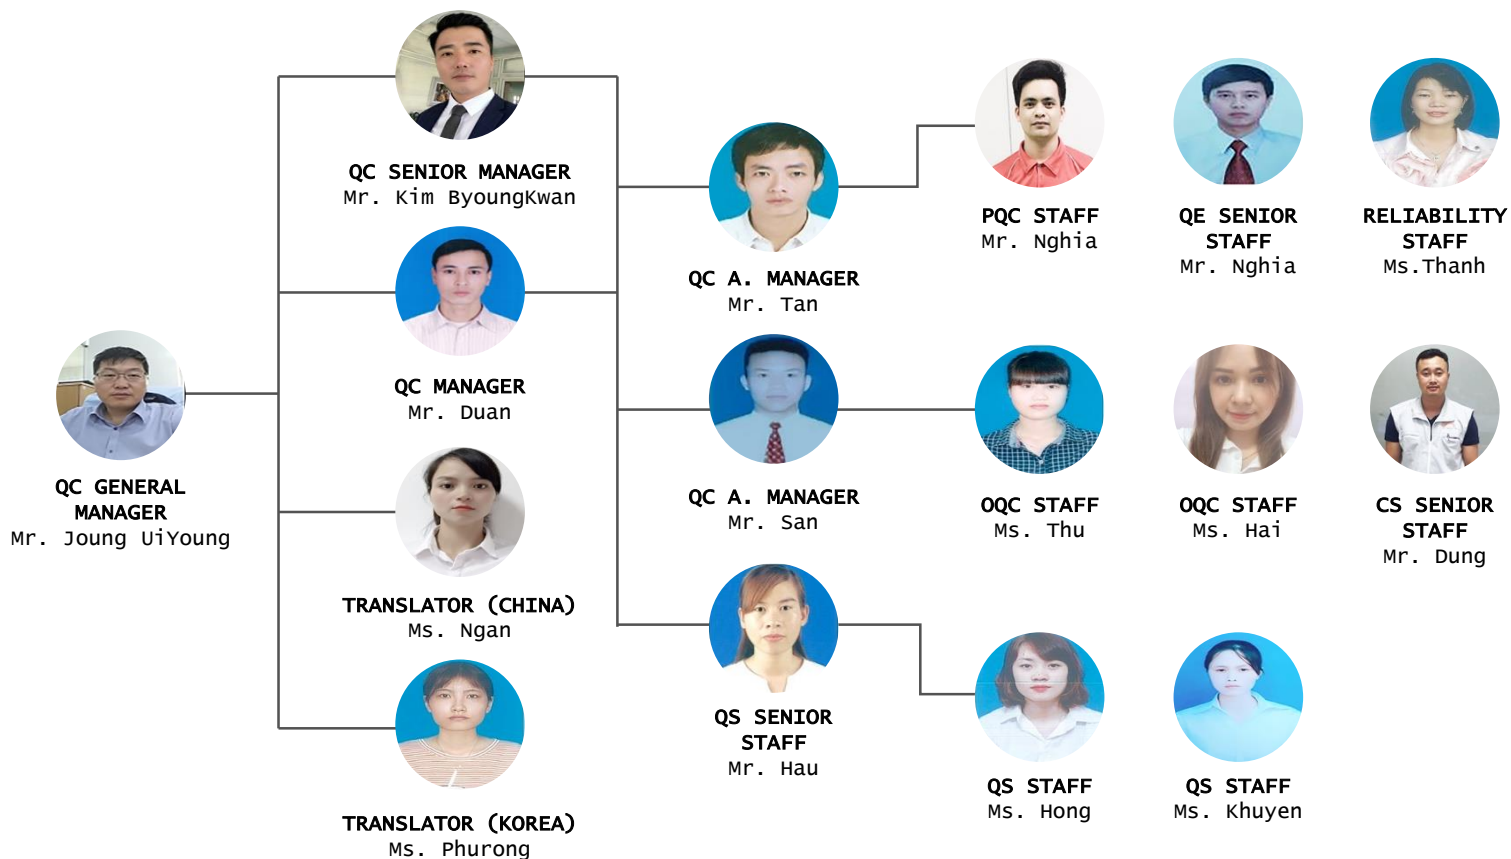 QC SENIOR MANAGER
Mr. Kim ByoungKwan
QC MANAGER
Mr. Duan
QC GENERAL
MANAGER
Mr. Joung UiYoung
TRANSLATOR (CHINA)
Ms. Ngan
TRANSLATOR (KOREA)
Ms. Phurong
QC A. MANAGER
Mr. Tan
QC A. MANAGER
Mr. San
QS SENIOR
STAFF
Mr. Hau
PQC STAFF
Mr. Nghia
QE SENIOR
STAFF
Mr. Nghia
RELIABILITY
STAFF
Ms.Thanh
OQC STAFF
Ms. Thu
OQC STAFF
Ms. Hai
CS SENIOR
STAFF
Mr. Dung
QS STAFF
Ms. Hong
QS STAFF
Ms. Khuyen